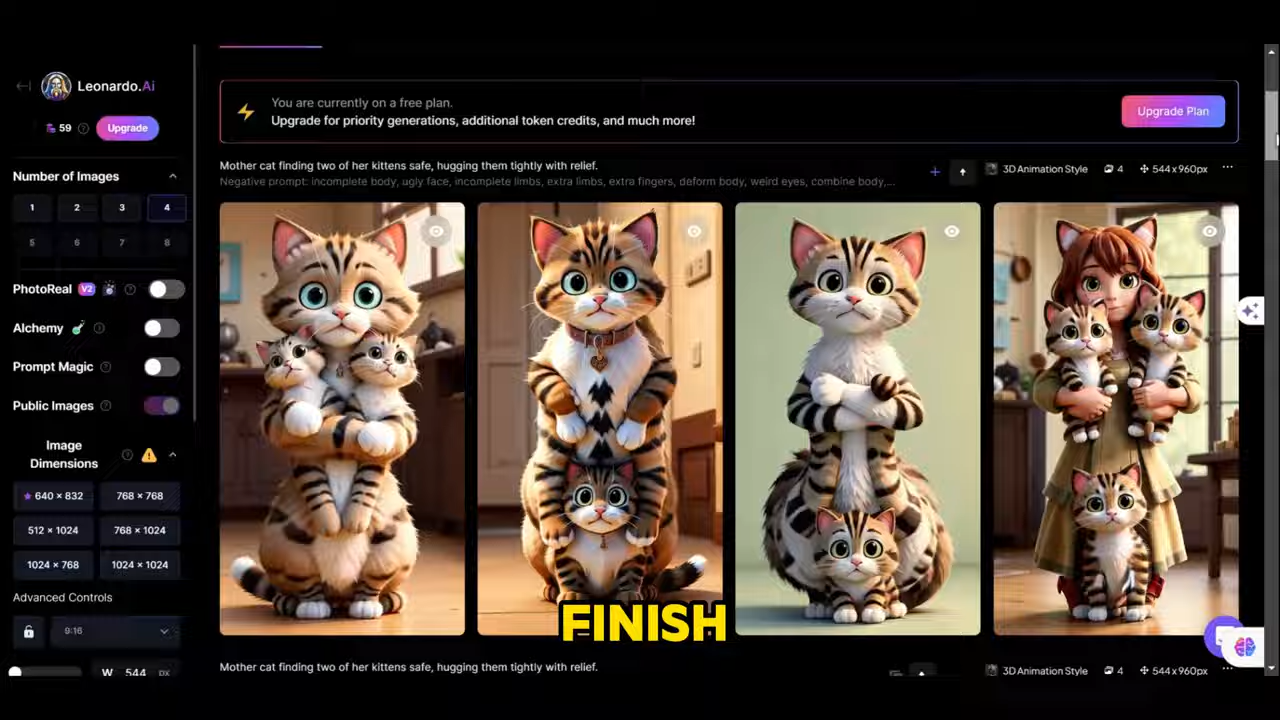 Leonardo.Ai
59
Upgrade
Number of Images
1 2 3 4
5 6 7 8
PhotoReal V2
Alchemy
Prompt Magic
Public Images
Image
Dimensions
640 × 832 768 × 768
512 × 1024 768 × 1024
1024 × 768 1024 × 1024
Advanced Controls
9:16
W 544 PX
You are currently on a free plan.
Upgrade for priority generations, additional token credits, and much more!
Upgrade Plan
Mother cat finding two of her kittens safe, hugging them tightly with relief.
Negative prompt: incomplete body, ugly face, incomplete limbs, extra limbs, extra fingers, deform body, weird eyes, combine body,...
3D Animation Style 4 544x960px ...
FINISH
Mother cat finding two of her kittens safe, hugging them tightly with relief.
3D Animation Style 4 544x960px ...